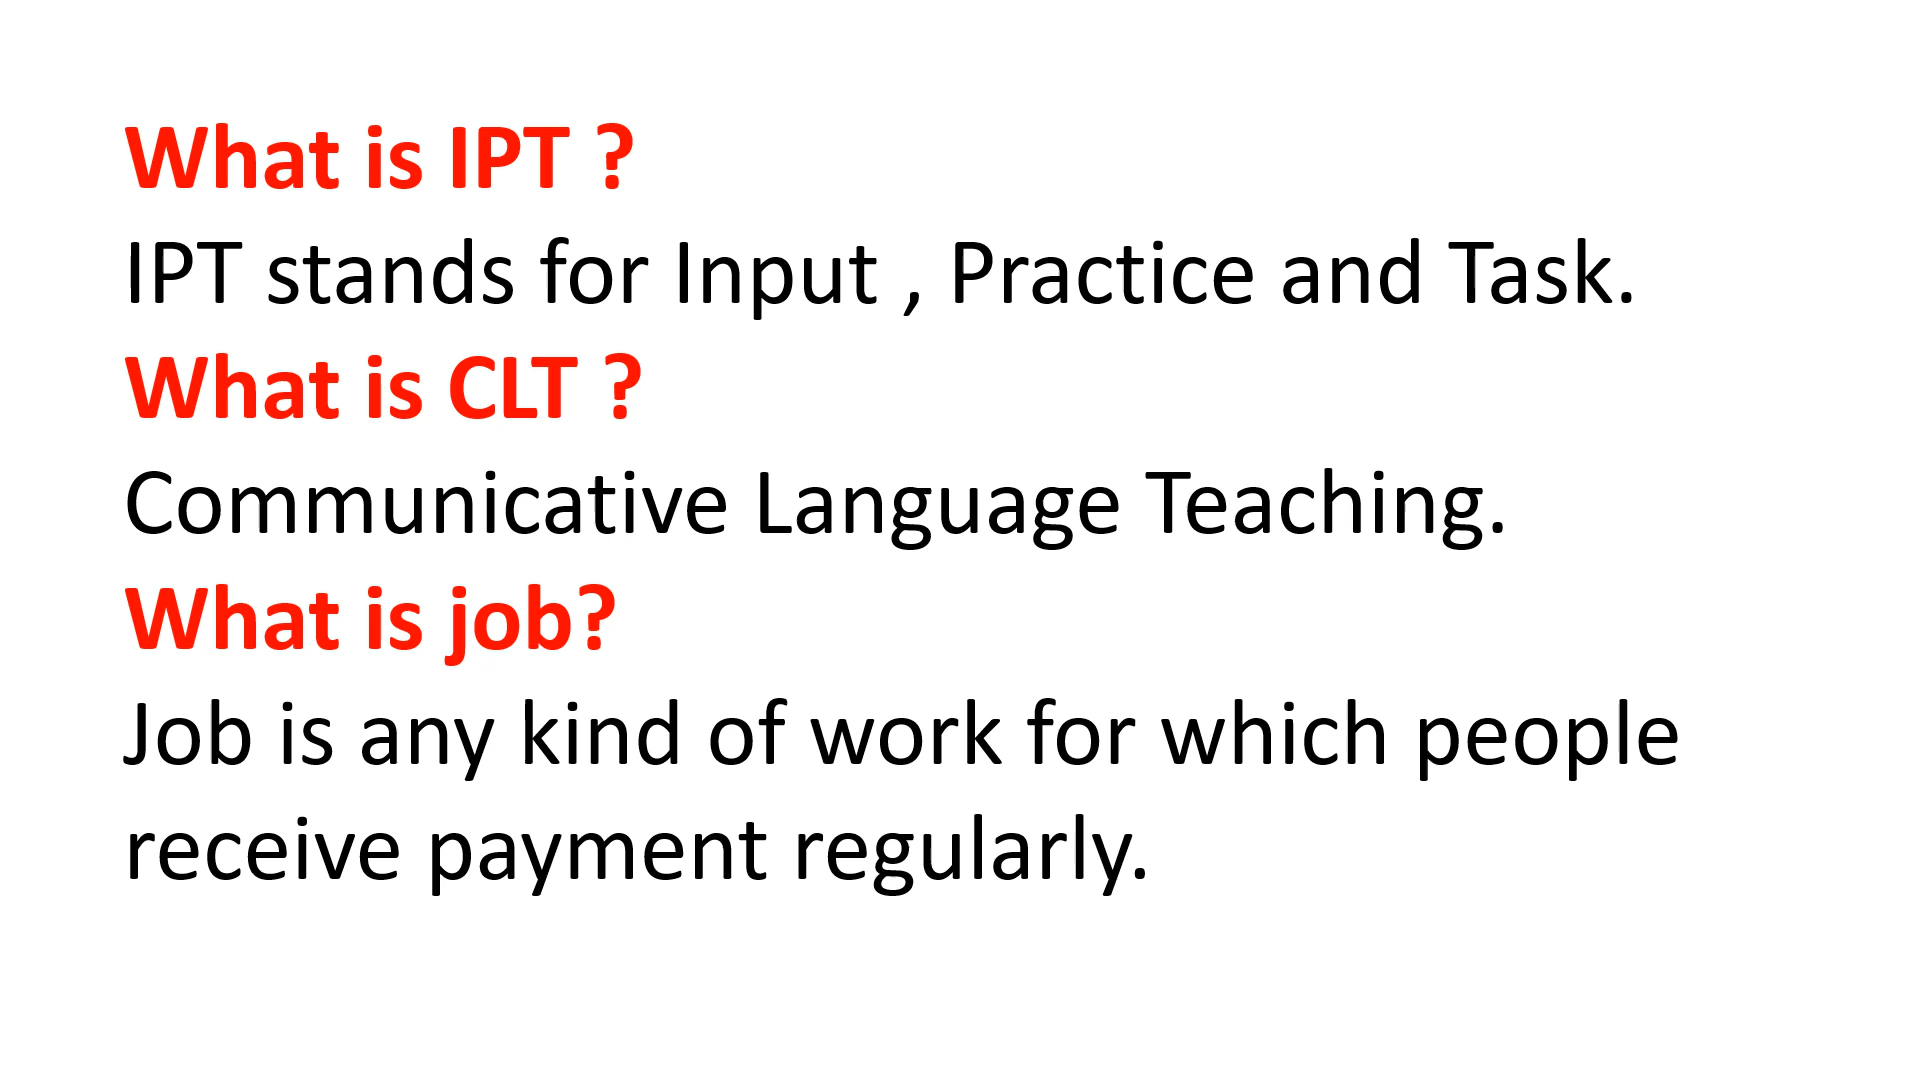 What is IPT ?
IPT stands for Input , Practice and Task.
What is CLT ?
Communicative Language Teaching.
What is job?
Job is any kind of work for which people
receive payment regularly.